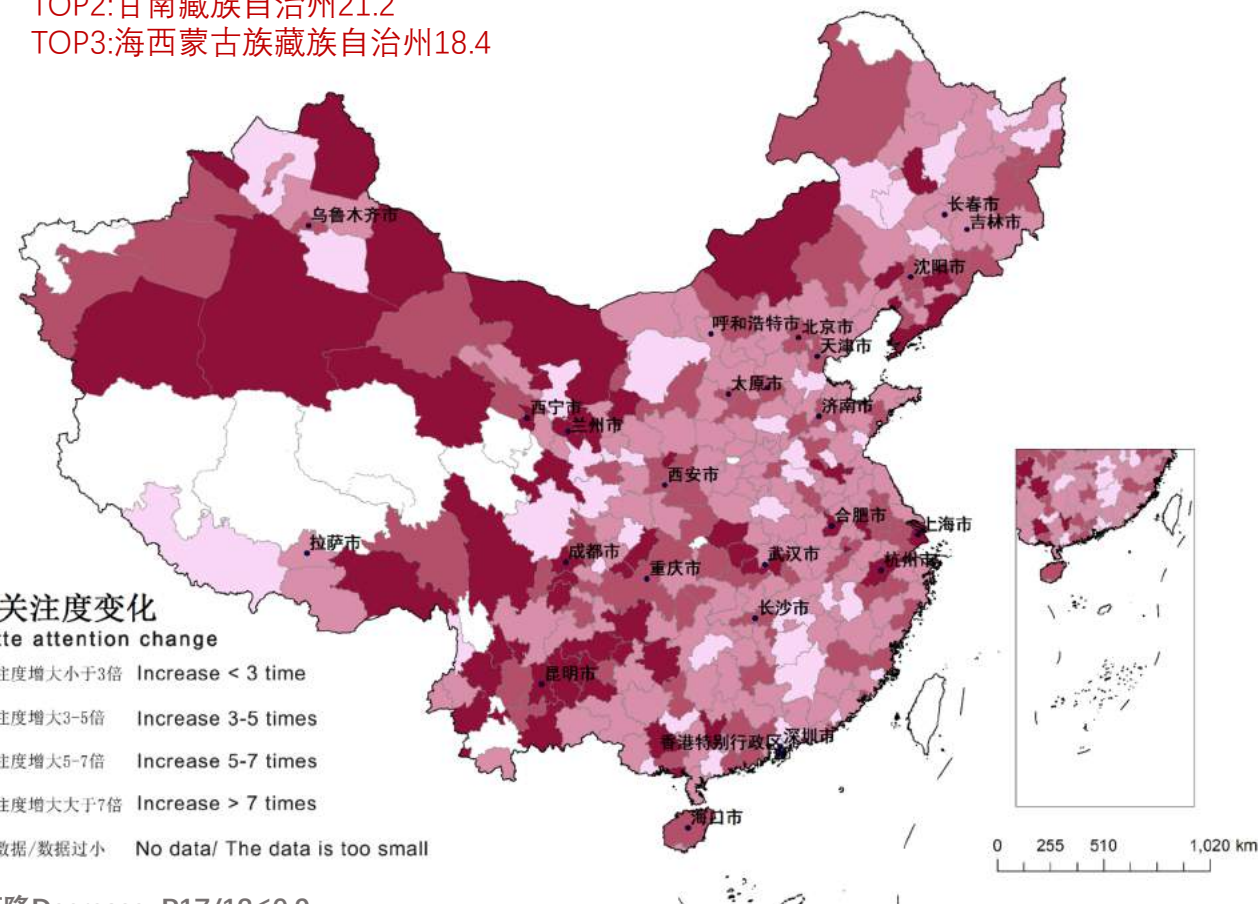 TOP2:甘南藏族自治州21.2
TOP3:海西蒙古族藏族自治州18.4
乌鲁木齐市
长春市
吉林市
沈阳市
呼和浩特市
北京市
天津市
太原市
济南市
西宁市
兰州市
西安市
合肥市
上海市
拉萨市
成都市
武汉市
杭州市
重庆市
长沙市
昆明市
香港特别行政区
深圳市
海口市
关注度变化
attention change
注度增大小于3倍 Increase < 3 time
注度增大3-5倍 Increase 3-5 times
注度增大5-7倍 Increase 5-7 times
注度增大大于7倍 Increase > 7 times
数据/数据过小 No data/ The data is too small
0 255 510 1,020 km